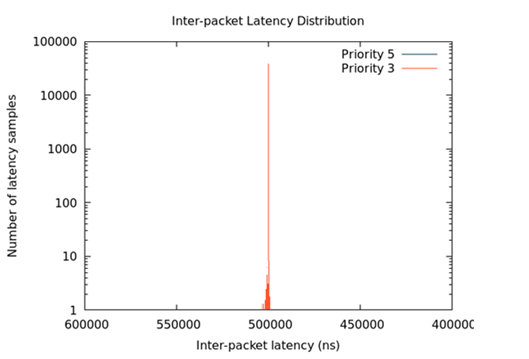 Inter-packet Latency Distribution
100000
10000
1000
100
10
1
Number of latency samples
Priority 5
Priority 3
600000 550000 500000 450000 400000
Inter-packet latency (ns)